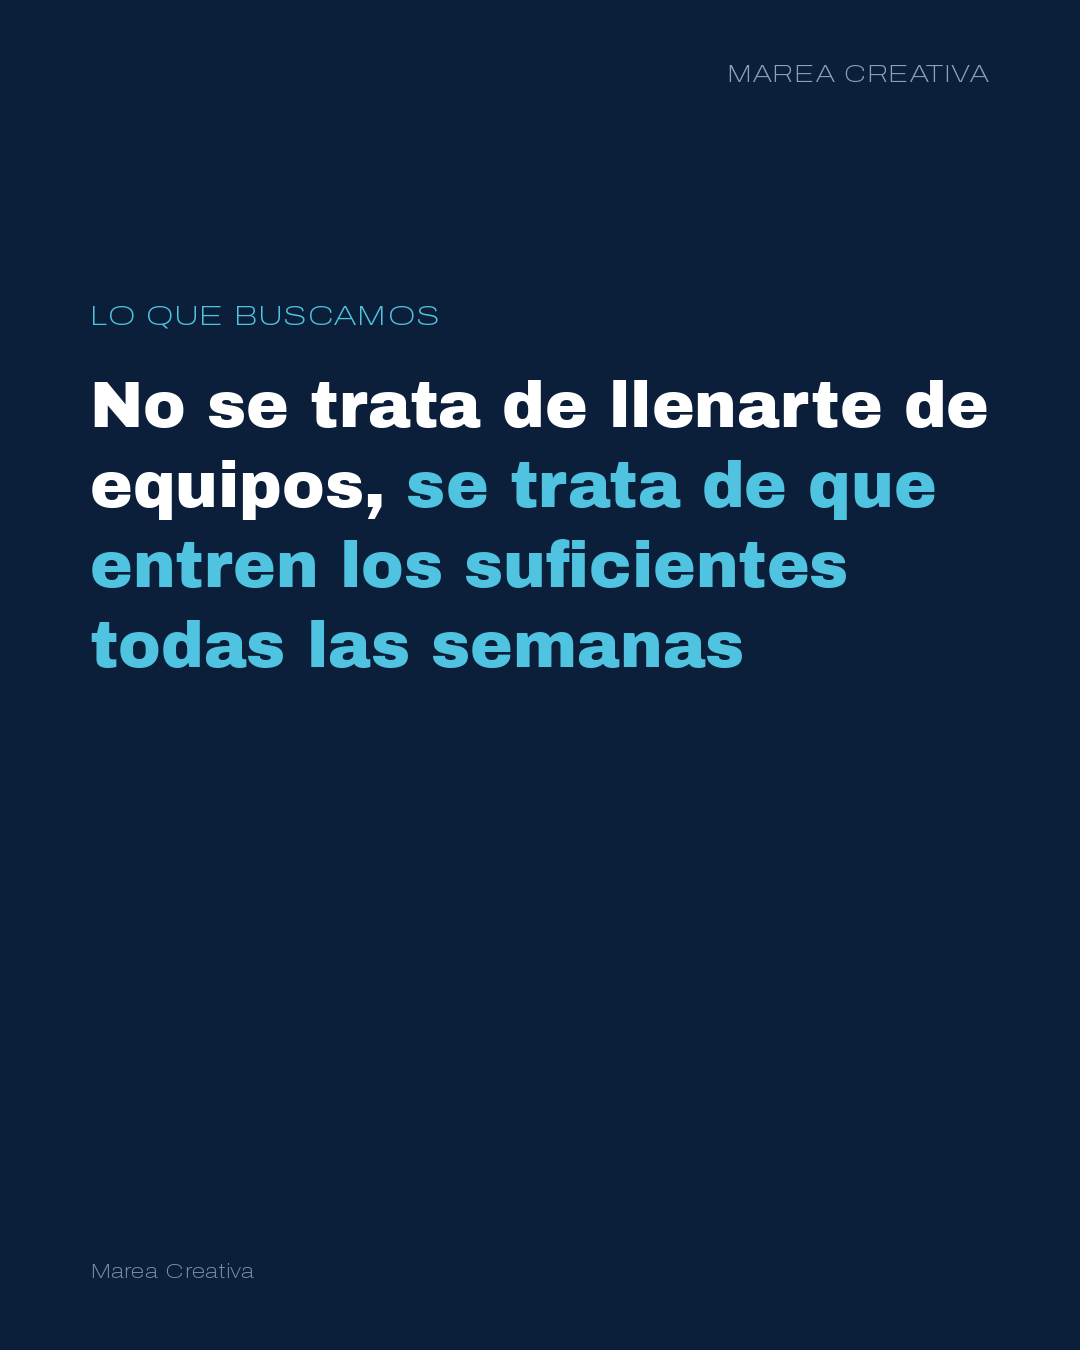 MAREA CREATIVA
LO QUE BUSCAMOS
No se trata de llenarte de
equipos, se trata de que
entren los suficientes
todas las semanas
Marea Creativa